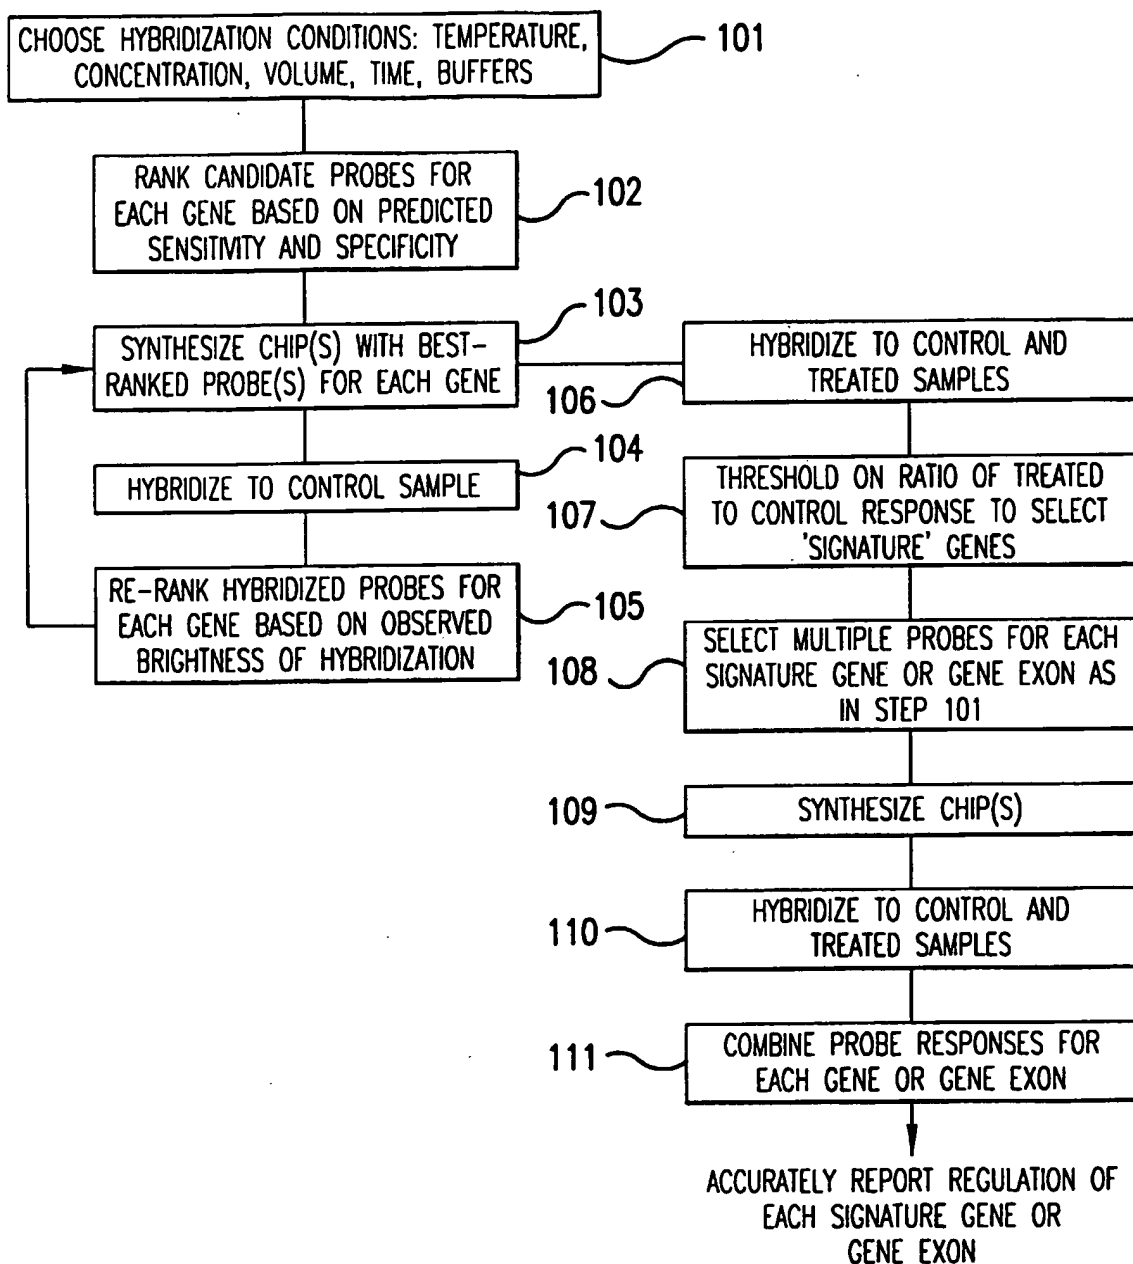 CHOOSE HYBRIDIZATION CONDITIONS: TEMPERATURE,
CONCENTRATION, VOLUME, TIME, BUFFERS
101
RANK CANDIDATE PROBES FOR
EACH GENE BASED ON PREDICTED
SENSITIVITY AND SPECIFICITY
102
SYNTHESIZE CHIP(S) WITH BEST-
RANKED PROBE(S) FOR EACH GENE
103
HYBRIDIZE TO CONTROL SAMPLE
104
RE-RANK HYBRIDIZED PROBES FOR
EACH GENE BASED ON OBSERVED
BRIGHTNESS OF HYBRIDIZATION
105
HYBRIDIZE TO CONTROL AND
TREATED SAMPLES
106
THRESHOLD ON RATIO OF TREATED
TO CONTROL RESPONSE TO SELECT
'SIGNATURE' GENES
107
SELECT MULTIPLE PROBES FOR EACH
SIGNATURE GENE OR GENE EXON AS
IN STEP 101
108
SYNTHESIZE CHIP(S)
109
HYBRIDIZE TO CONTROL AND
TREATED SAMPLES
110
COMBINE PROBE RESPONSES FOR
EACH GENE OR GENE EXON
111
ACCURATELY REPORT REGULATION OF
EACH SIGNATURE GENE OR
GENE EXON